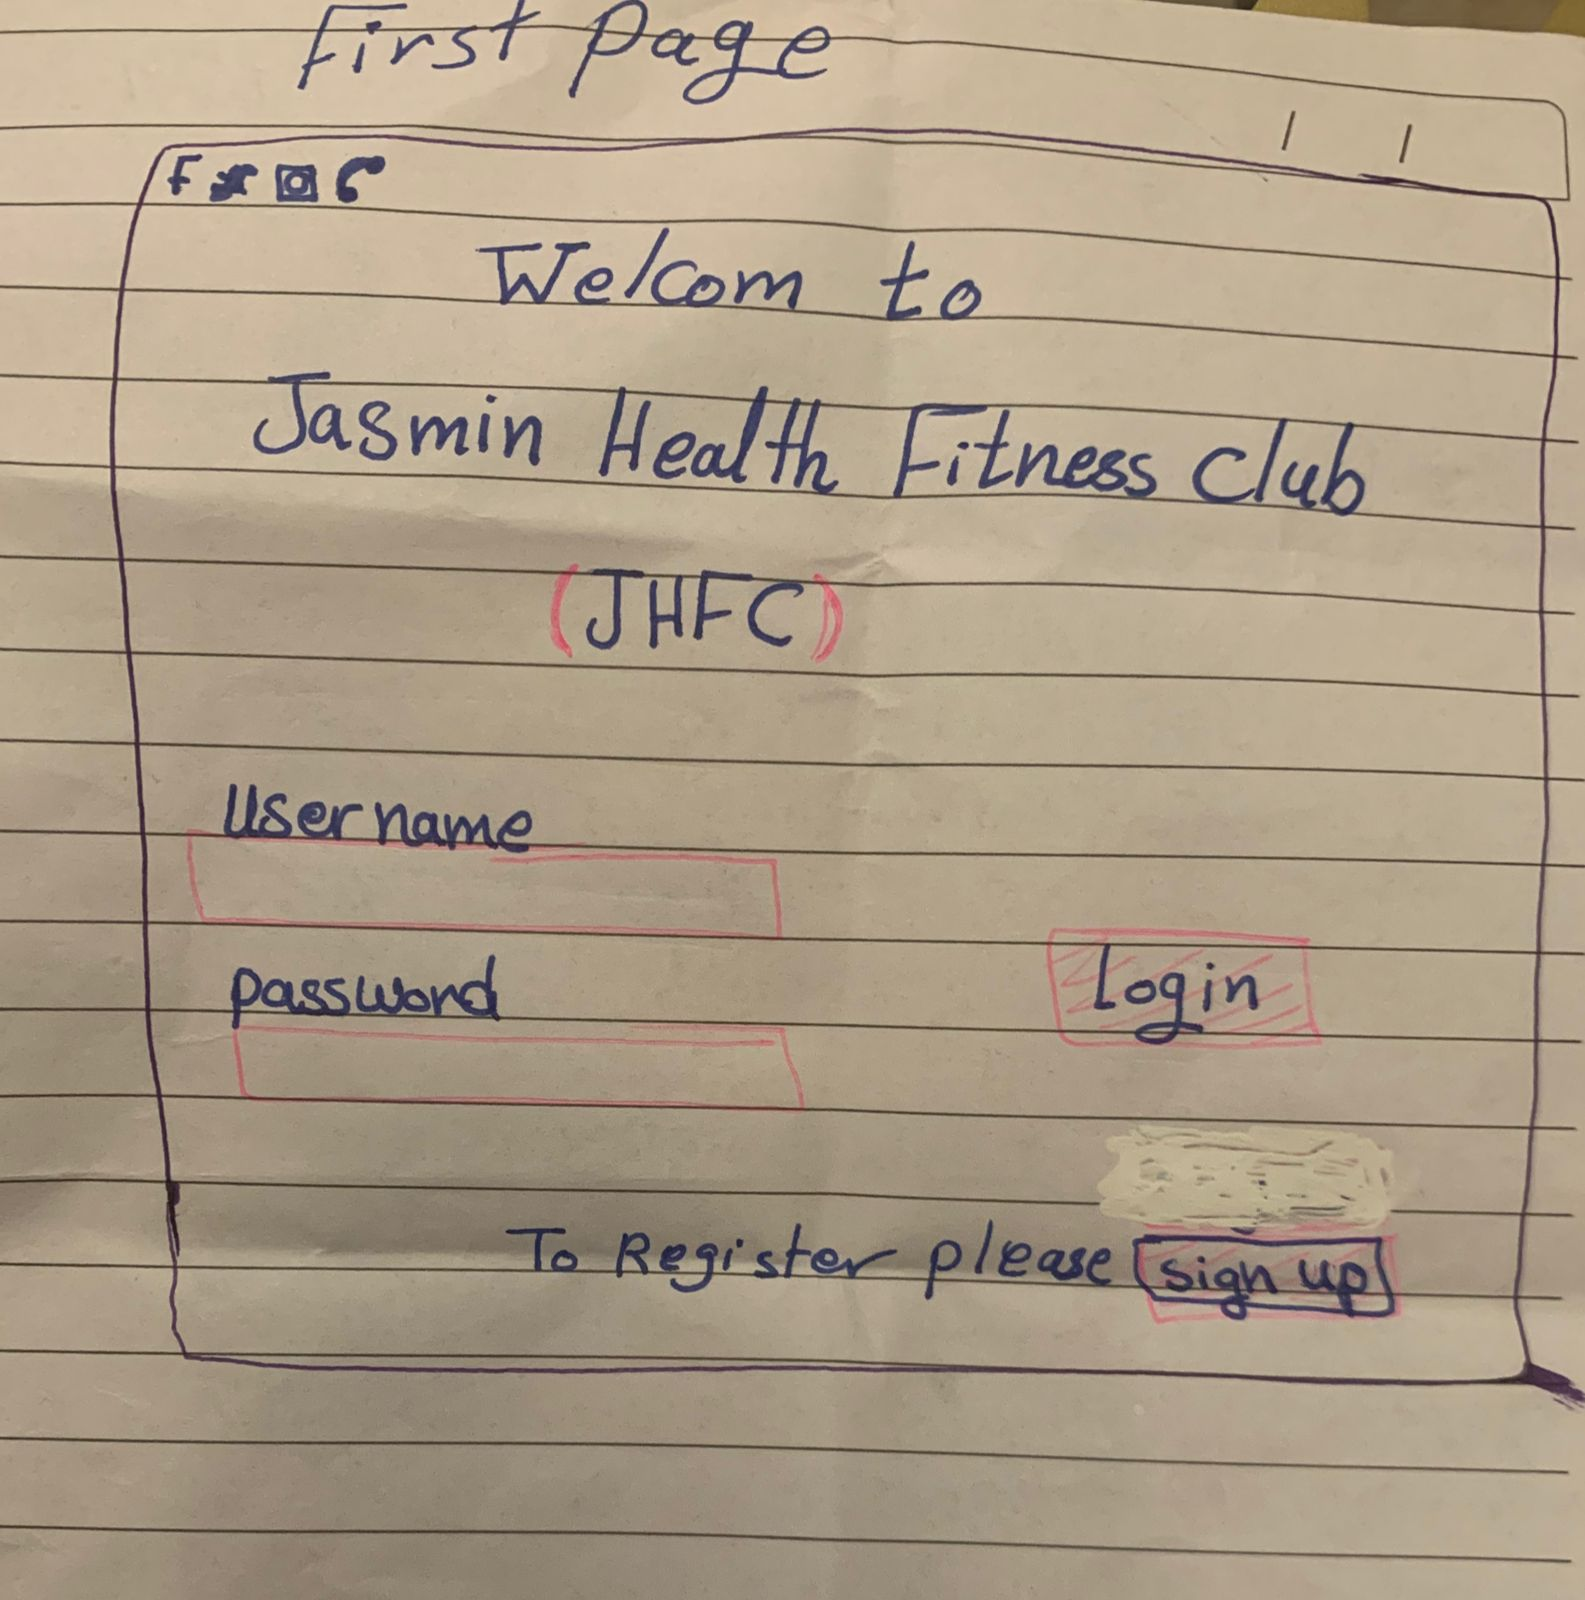 First page
F
Welcom to
Jasmin Health Fitness Club
(JHFC)
Username
password
Login
To Register please sign up